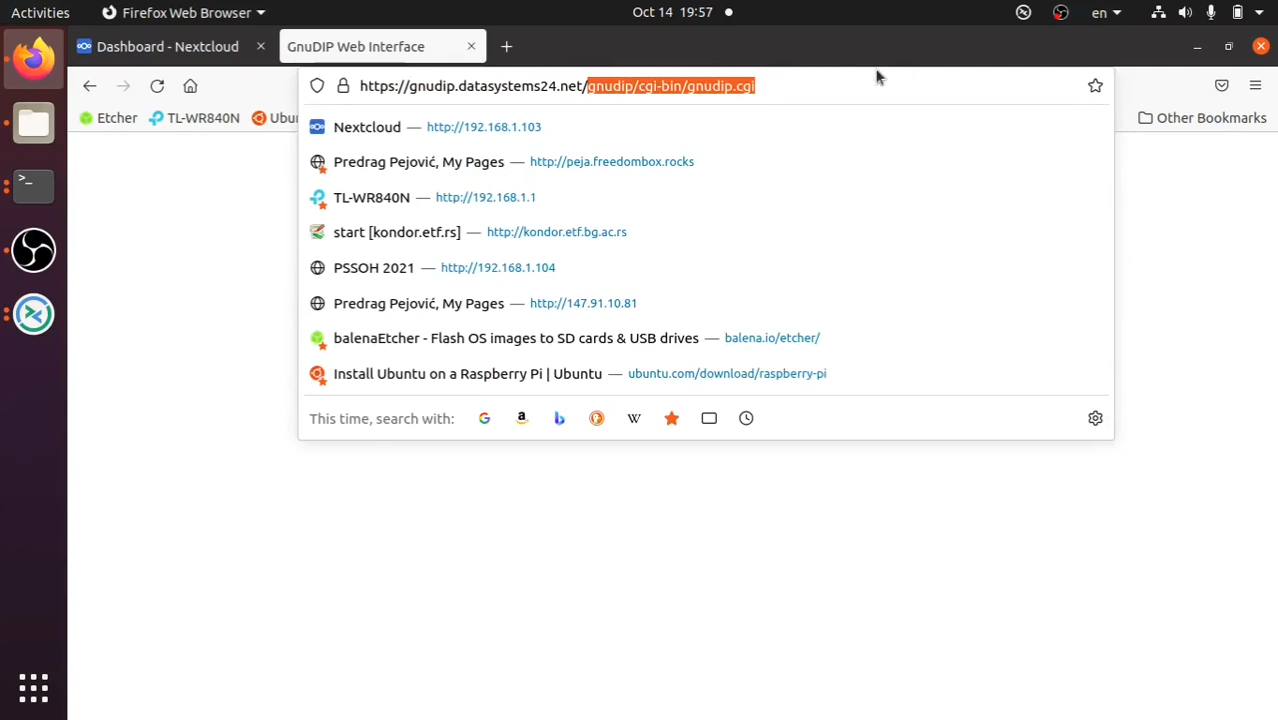 Activities Firefox Web Browser Oct 14 19:57 en
Dashboard - Nextcloud GnuDIP Web Interface
https://gnudip.datasystems24.net/gnudip/cgi-bin/gnudip.cgi
Etcher TL-WR840N Ubu Other Bookmarks
Nextcloud — http://192.168.1.103
Predrag Pejović, My Pages — http://peja.freedombox.rocks
TL-WR840N — http://192.168.1.1
start [kondor.etf.rs] — http://kondor.etf.bg.ac.rs
PSSOH 2021 — http://192.168.1.104
Predrag Pejović, My Pages — http://147.91.10.81
balenaEtcher - Flash OS images to SD cards & USB drives — balena.io/etcher/
Install Ubuntu on a Raspberry Pi | Ubuntu — ubuntu.com/download/raspberry-pi
This time, search with: